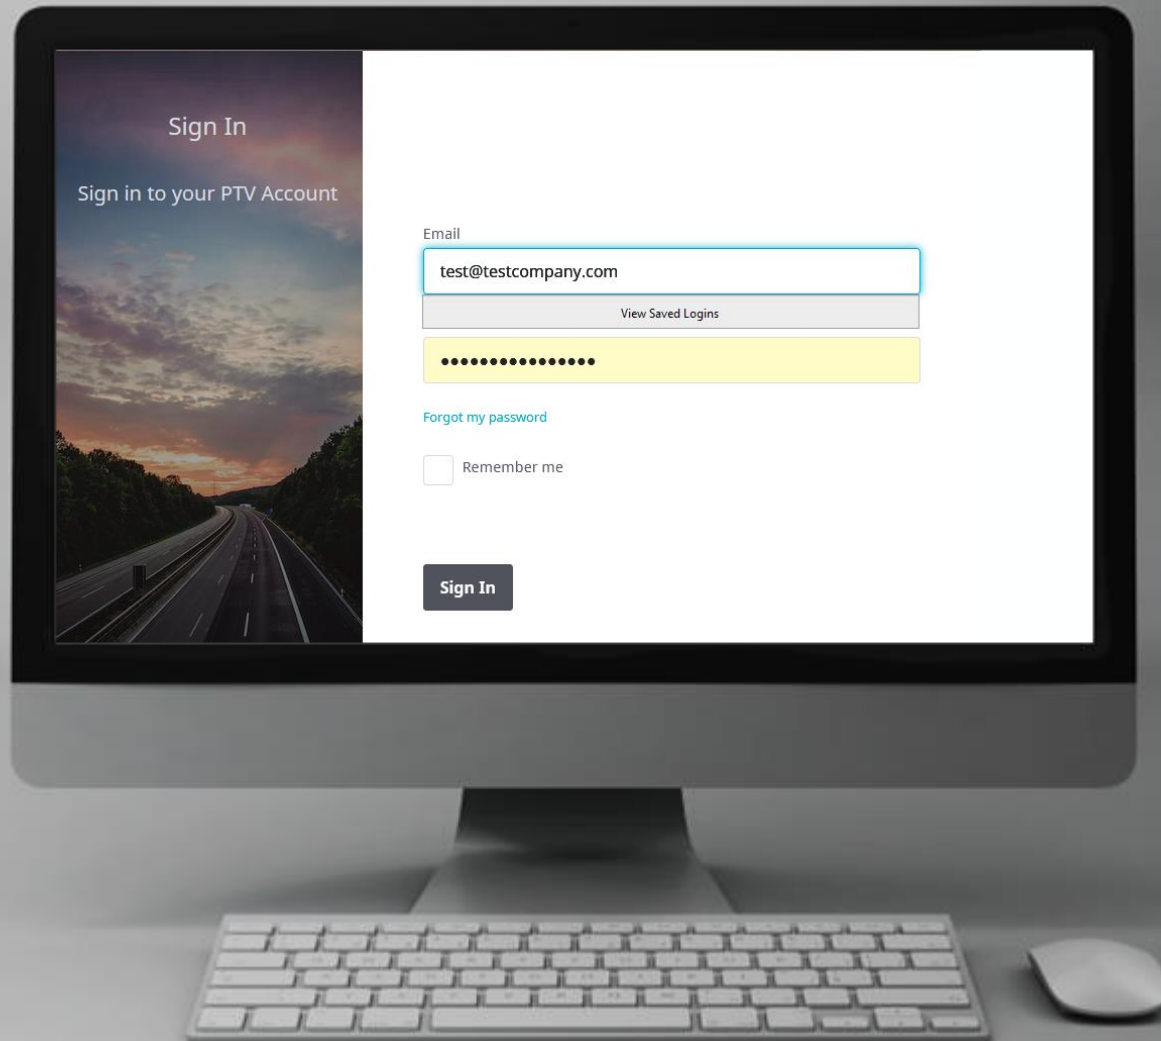 Sign In
Sign in to your PTV Account
Email
test@testcompany.com
View Saved Logins
••••••••••••••••
Forgot my password
Remember me
Sign In